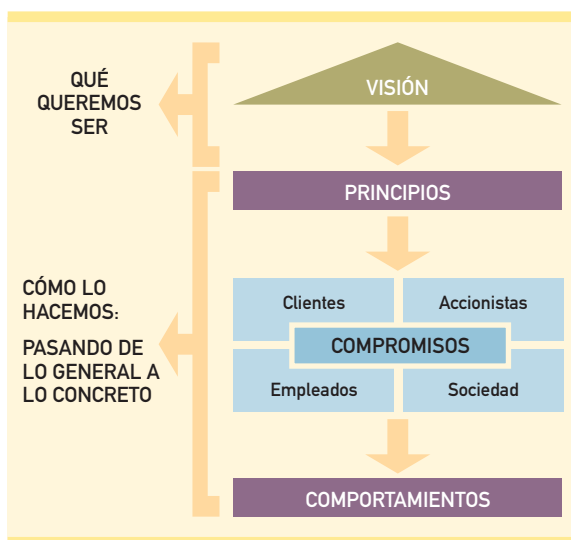 QUÉ
QUEREMOS
SER
VISIÓN
PRINCIPIOS
CÓMO LO
HACEMOS:
PASANDO DE
LO GENERAL A
LO CONCRETO
Clientes
Accionistas
COMPROMISOS
Empleados
Sociedad
COMPORTAMIENTOS